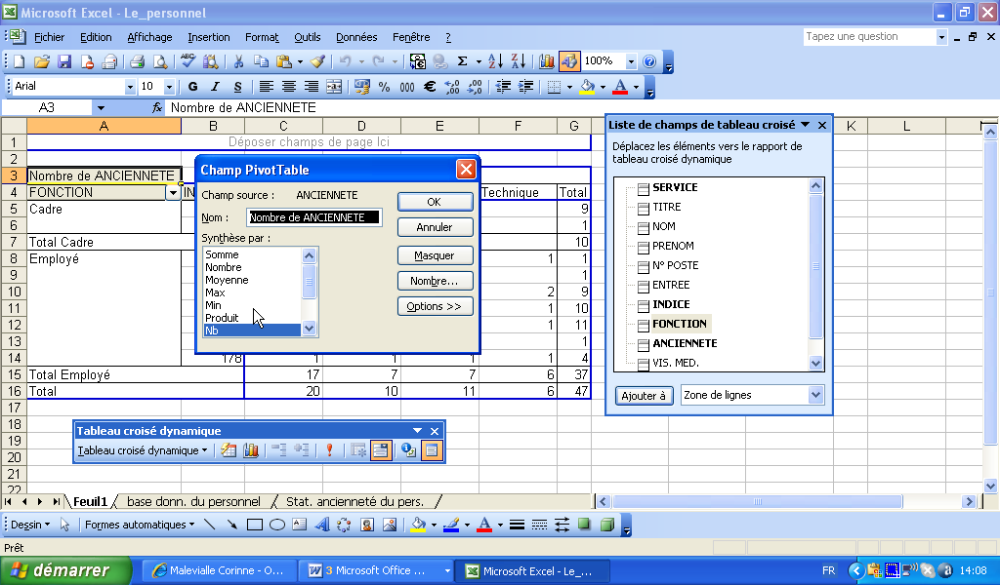 Microsoft Excel - Le_personnel
Fichier Edition Affichage Insertion Format Outils Données Fenêtre ? Tapez une question
100%
Arial 10 G I S % 000 €
A3 fx Nombre de ANCIENNETE
A B C D E F G K L
1 Déposer champs de page Ici
2
3 Nombre de ANCIENNETE
4 FONCTION IN Technique Total
5 Cadre 9
6 1
7 Total Cadre 10
8 Employé 1 1
9 1
10 2 9
11 1 10
12 1 11
13 1
14 178 1 1 1 1 4
15 Total Employé 17 7 7 6 37
16 Total 20 10 11 6 47
17
18
19
20
21
22
Champ PivotTable
Champ source : ANCIENNETE
Nom : Nombre de ANCIENNETE
Synthèse par :
Somme
Nombre
Moyenne
Max
Min
Produit
Nb
OK
Annuler
Masquer
Nombre...
Options >>
Liste de champs de tableau croisé
Déplacez les éléments vers le rapport de
tableau croisé dynamique
SERVICE
TITRE
NOM
PRENOM
N° POSTE
ENTREE
INDICE
FONCTION
ANCIENNETE
VIS. MED.
Ajouter à Zone de lignes
Tableau croisé dynamique
Tableau croisé dynamique
Feuil1 base donn. du personnel Stat. ancienneté du pers.
Dessin Formes automatiques
Prêt
démarrer Malevialle Corinne - O... 3 Microsoft Office ... Microsoft Excel - Le_... FR 14:08